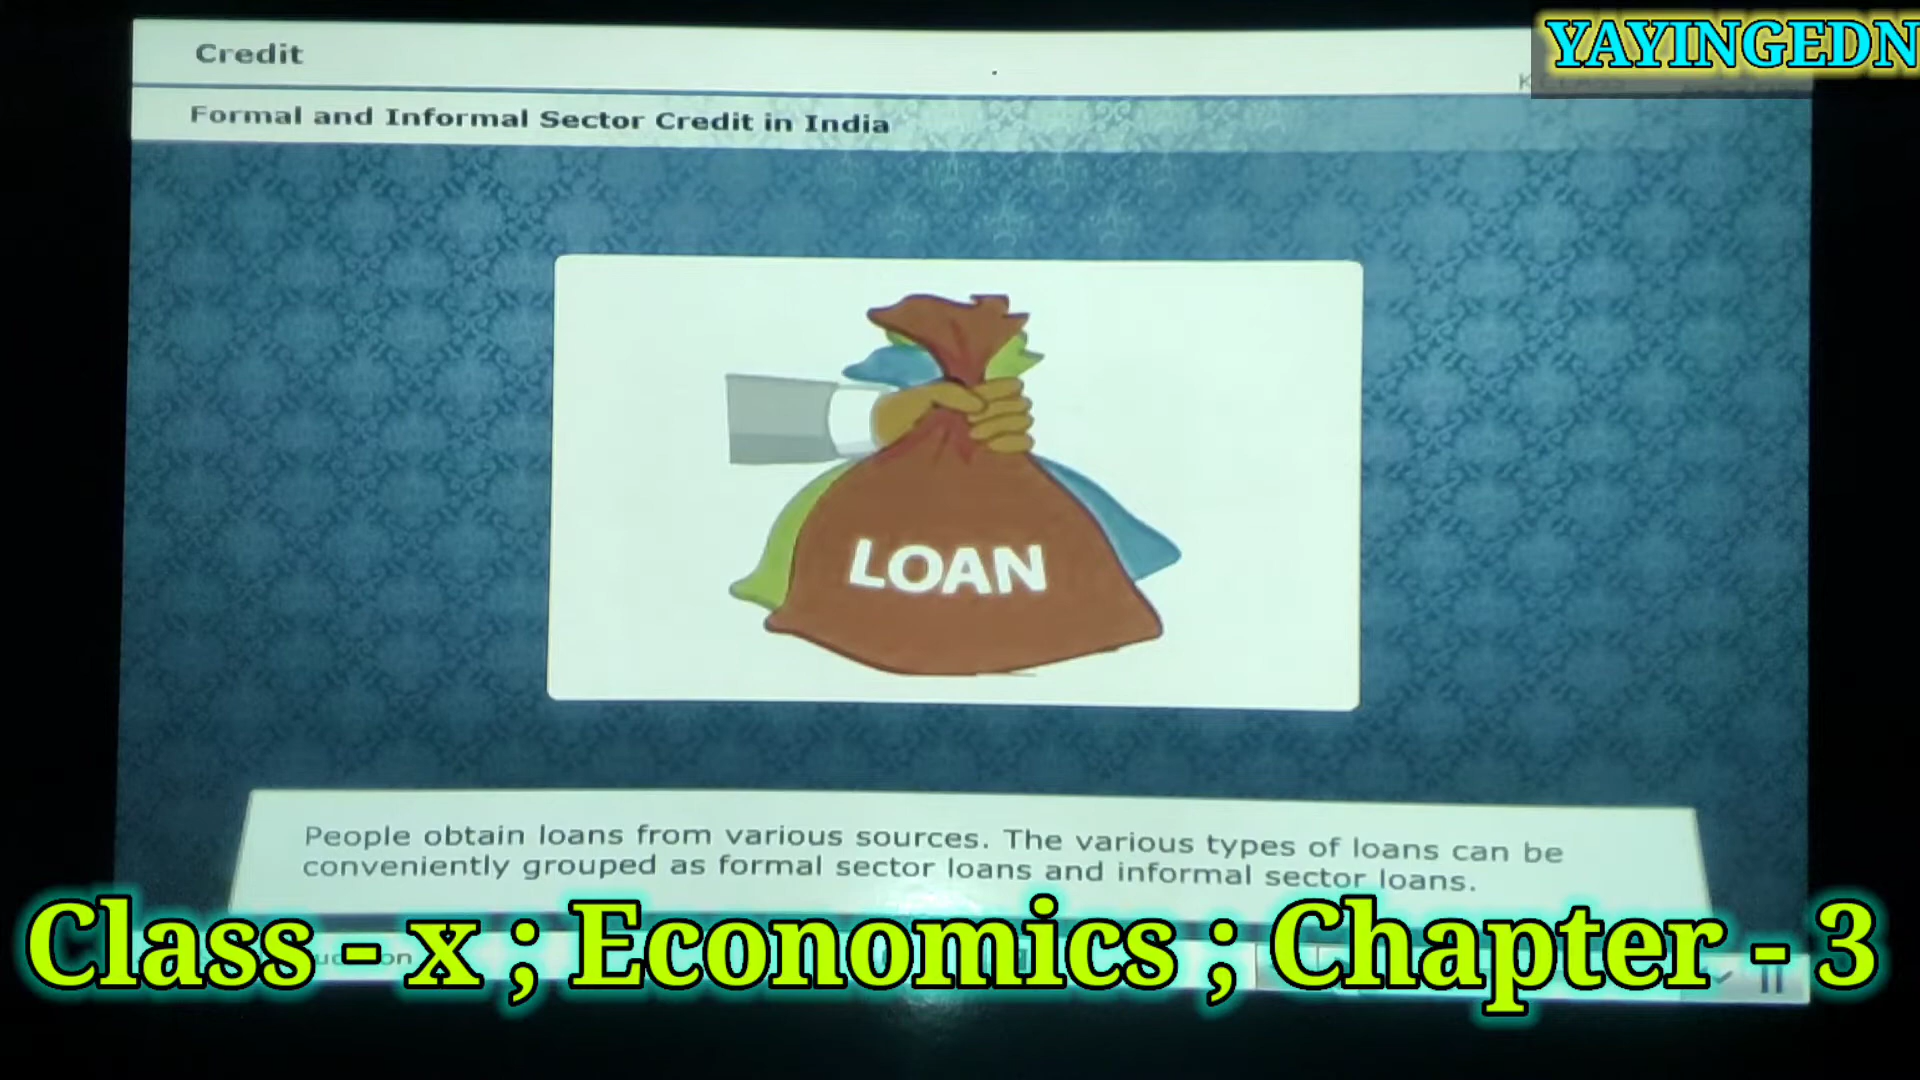 Credit
YAYINGEDN
Formal and Informal Sector Credit in India
LOAN
People obtain loans from various sources. The various types of loans can be
conveniently grouped as formal sector loans and informal sector loans.
Class - x ; Economics ; Chapter - 3